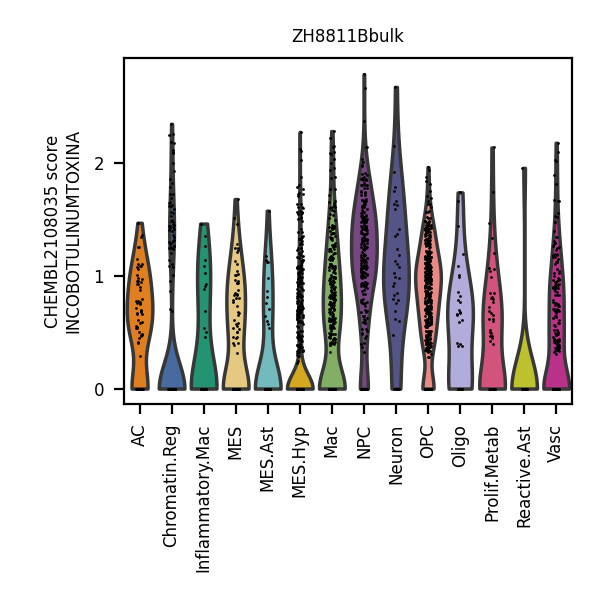 ZH8811Bbulk
CHEMBL2108035 score
INCOBOTULINUMTOXINA
2
1
0
AC
Chromatin.Reg
Inflammatory.Mac
MES
MES.Ast
MES.Hyp
Mac
NPC
Neuron
OPC
Oligo
Prolif.Metab
Reactive.Ast
Vasc